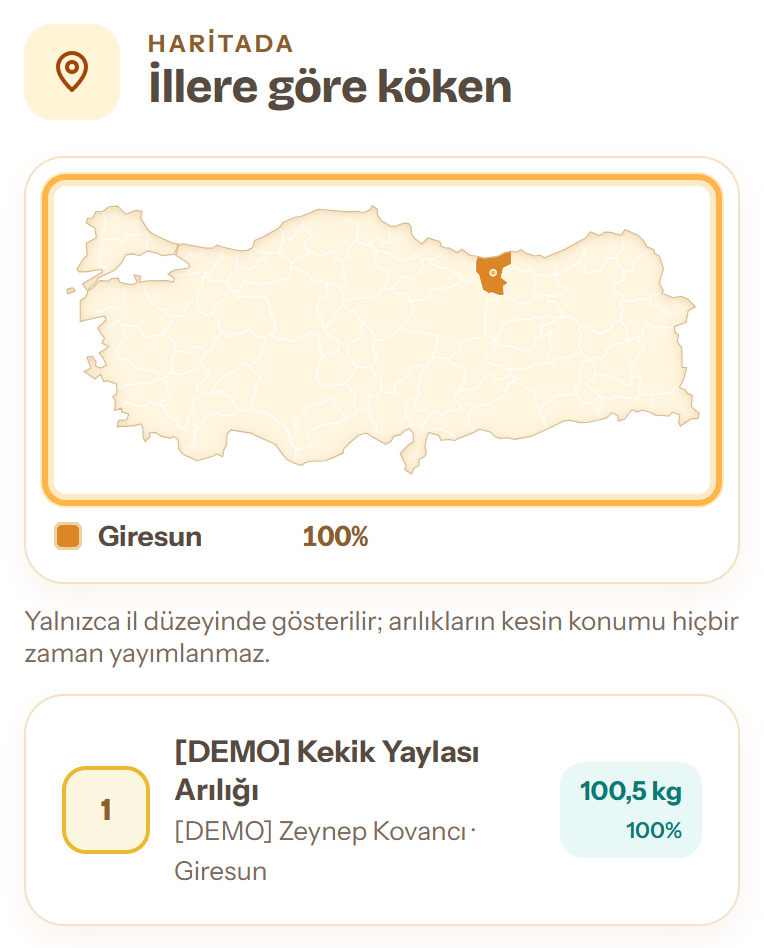 HARİTADA
İllere göre köken
Giresun 100%
Yalnızca il düzeyinde gösterilir; arılıkların kesin konumu hiçbir
zaman yayımlanmaz.
1
[DEMO] Kekik Yaylası
Arılığı
[DEMO] Zeynep Kovancı ·
Giresun
100,5 kg
100%